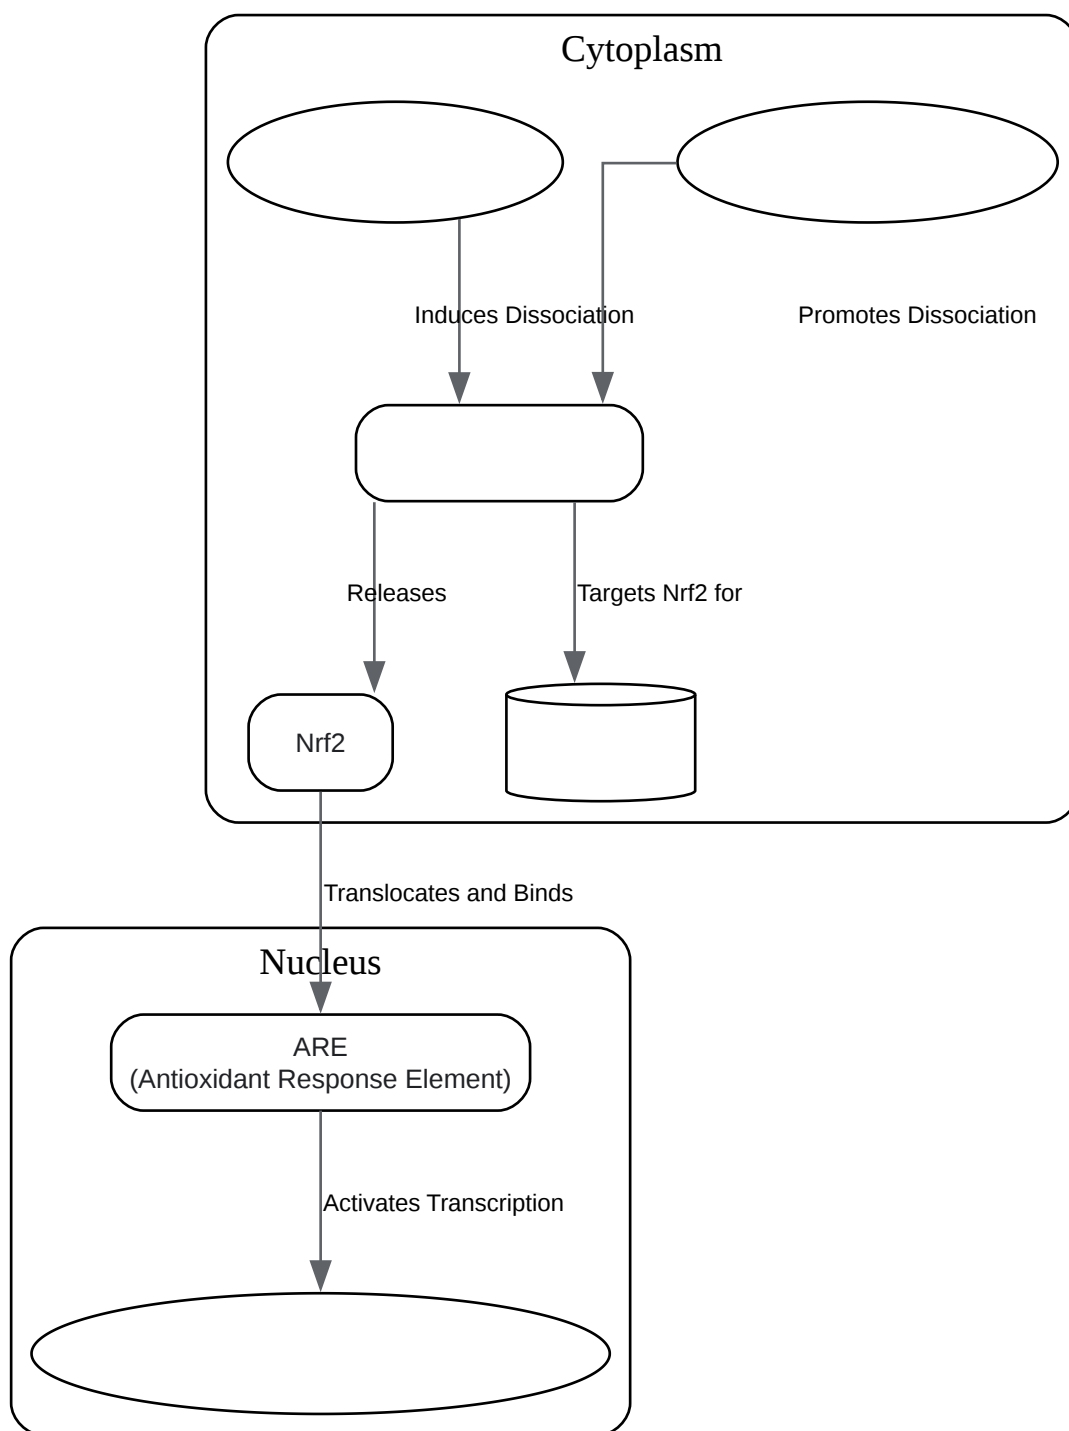 Cytoplasm
Induces Dissociation
Promotes Dissociation
Releases
Targets Nrf2 for
Nrf2
Translocates and Binds
Nucleus
ARE
(Antioxidant Response Element)
Activates Transcription